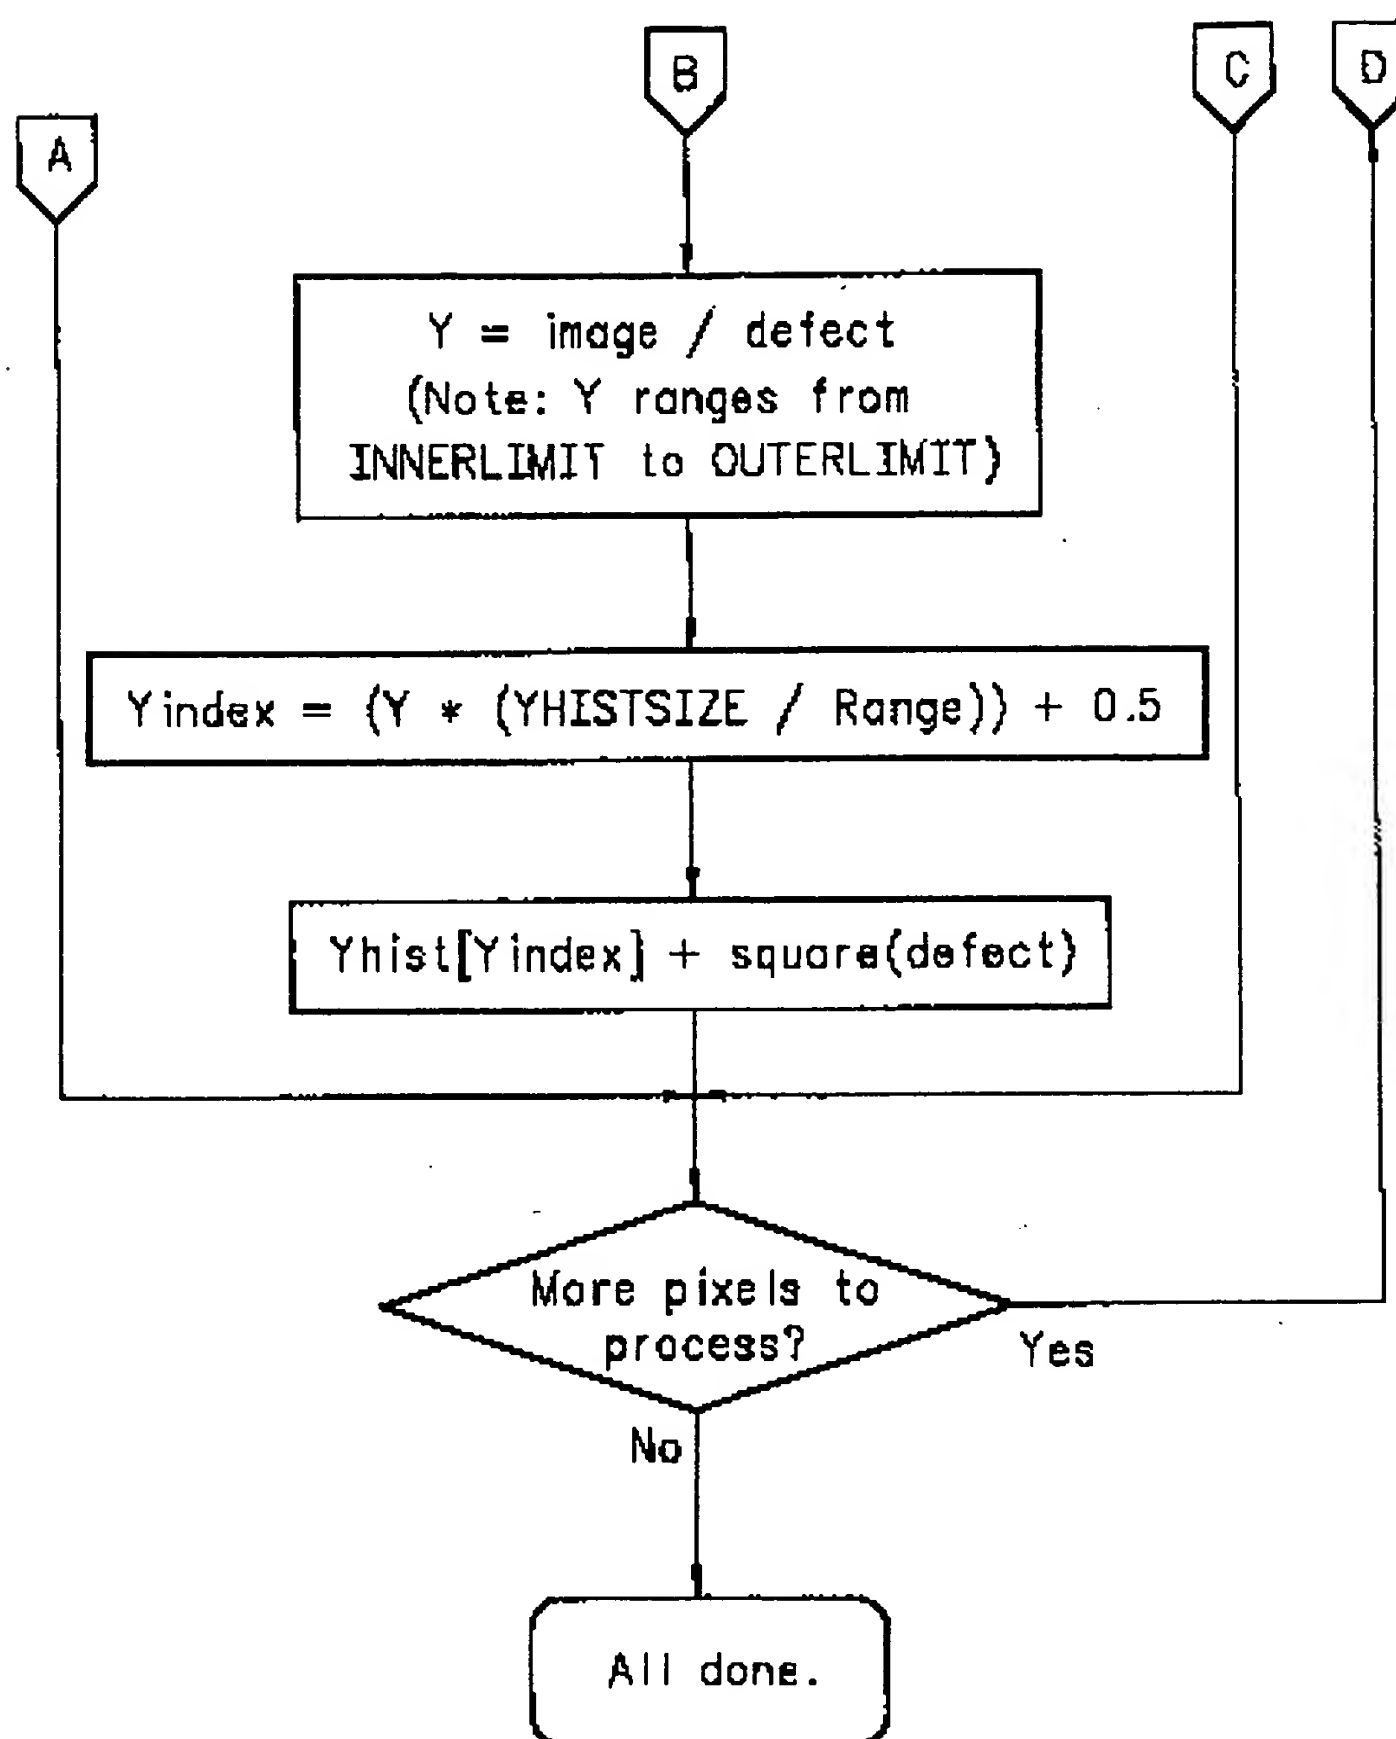 B
C
D
A
Y = image / defect
(Note: Y ranges from
INNERLIMIT to OUTERLIMIT)
Yindex = (Y * (YHISTSIZE / Range)) + 0.5
Yhist[Yindex] + square(defect)
More pixels to
process?
Yes
No
All done.